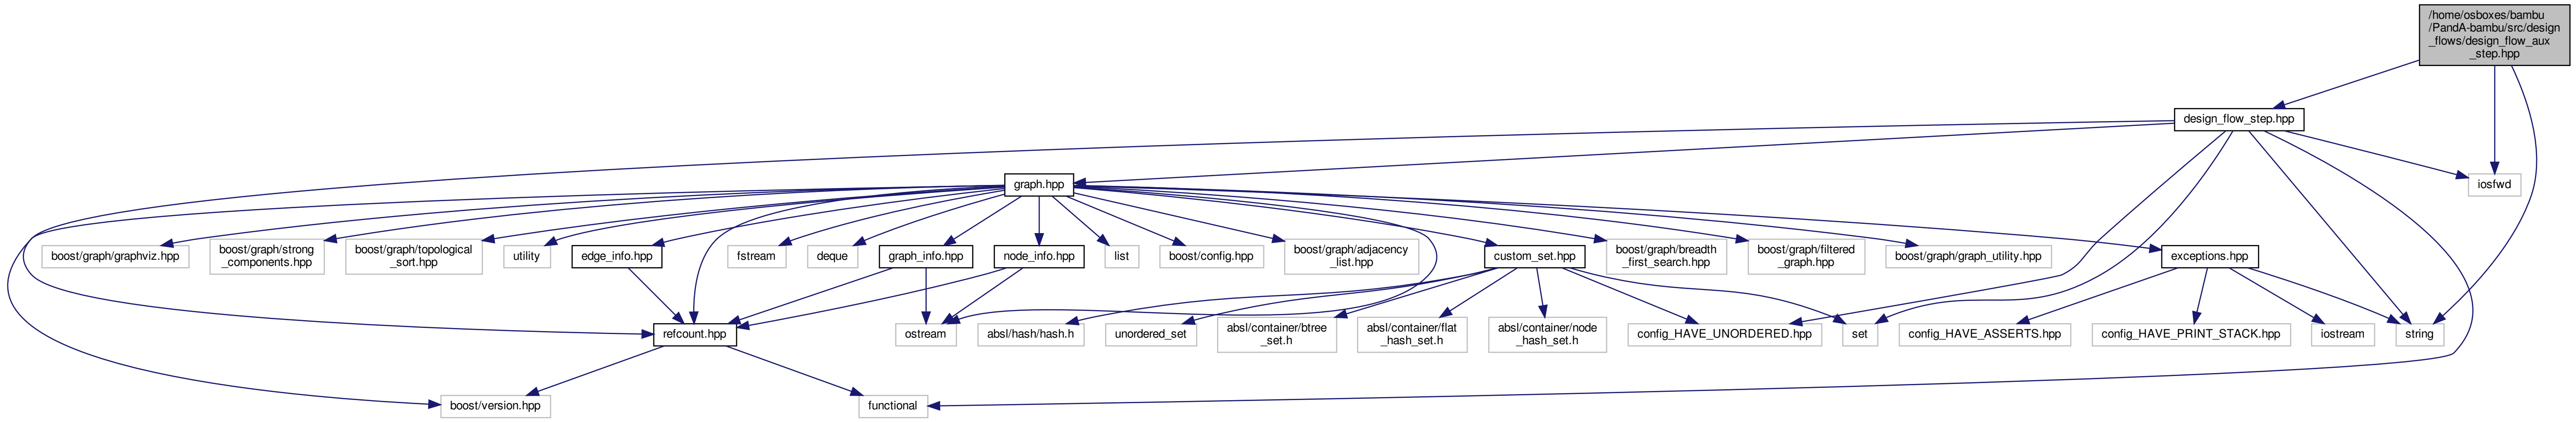 /home/osboxes/bambu
/PandA-bambu/src/design
_flows/design_flow_aux
_step.hpp
design_flow_step.hpp
graph.hpp
iosfwd
boost/graph/graphviz.hpp
boost/graph/strong
_components.hpp
boost/graph/topological
_sort.hpp
utility
edge_info.hpp
fstream
deque
graph_info.hpp
node_info.hpp
list
boost/config.hpp
boost/graph/adjacency
_list.hpp
custom_set.hpp
boost/graph/breadth
_first_search.hpp
boost/graph/filtered
_graph.hpp
boost/graph/graph_utility.hpp
exceptions.hpp
refcount.hpp
ostream
absl/hash/hash.h
unordered_set
absl/container/btree
_set.h
absl/container/flat
_hash_set.h
absl/container/node
_hash_set.h
config_HAVE_UNORDERED.hpp
set
config_HAVE_ASSERTS.hpp
config_HAVE_PRINT_STACK.hpp
iostream
string
boost/version.hpp
functional